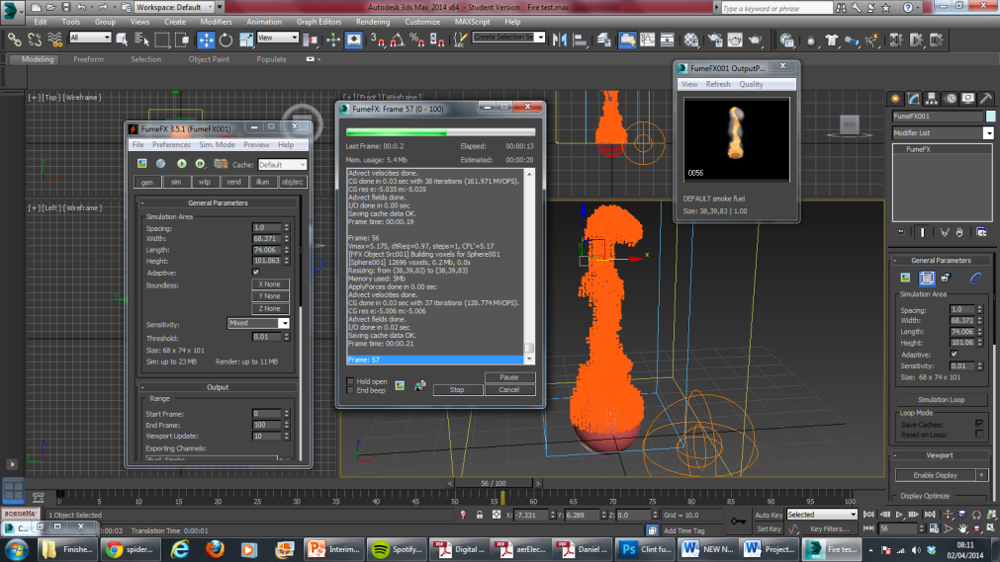 Workspace: Default
Autodesk 3ds Max 2014 x64 - Student Version Fire test.max
Type a keyword or phrase
Edit Tools Group Views Create Modifiers Animation Graph Editors Rendering Customize MAXScript Help
All
View
Create Selection Se
Modeling Freeform Selection Object Paint Populate
[+] [Top] [Wireframe]
[+] [Front] [Wireframe]
[+] [Left] [Wireframe]
FumeFX 3.5.1 (FumeFX001)
File Preferences Sim. Mode Preview Help
Cache: Default
gen sim wtp rend illum obj/src
General Parameters
Simulation Area
Spacing: 1.0
Width: 68.371
Length: 74.006
Height: 101.063
Adaptive:
Boundless: X None
Y None
Z None
Sensitivity: Mixed
Threshold: 0.01
Size: 68 x 74 x 101
Sim: up to 23 MB Render: up to 11 MB
Output
Range
Start Frame: 0
End Frame: 100
Viewport Update: 10
Exporting Channels:
FumeFX: Frame 57 (0 - 100)
Last Frame: 00:0.2 Elapsed: 00:00:13
Mem. usage: 5.4 Mb Estimated: 00:00:20
Advect velocities done.
CG done in 0.03 sec with 38 iterations (161.971 MVOPS).
CG res e:-5.035 m:-5.035
Advect fields done.
I/O done in 0.00 sec
Saving cache data OK.
Frame time: 00:00.19
Frame: 56
Vmax=5.175, dtReq=0.97, steps=1, CFL'=5.17
[FFX Object Src01] Building voxels for Sphere001
[Sphere001] 12696 voxels, 0.2 Mb, 0.0s
Resizing: from (38,39,82) to (38,39,83)
Memory used: 5Mb
ApplyForces done in 0.00 sec
Advect velocities done.
CG done in 0.03 sec with 37 iterations (128.774 MVOPS).
CG res e:-5.006 m:-5.006
Advect fields done.
I/O done in 0.02 sec
Saving cache data OK.
Frame time: 00:00.21
Frame: 57
Hold open
End beep
Pause
Stop Cancel
FumeFX001 OutputP...
View Refresh Quality
0056
DEFAULT smoke fuel
Size: 38,39,83 | 1.00
FRONT
x
FumeFX001
Modifier List
FumeFX
General Parameters
Simulation Area
Spacing: 1.0
Width: 68.371
Length: 74.006
Height: 101.06
Adaptive:
Sensitivity: 0.01
Size: 68 x 74 x 101
Simulation Loop
Loop Mode
Save Caches:
Reset on Loop:
Viewport
Enable Display +
Display Optimize
56 / 100
0 5 10 15 20 25 30 35 40 45 50 55 60 65 70 75 80 85 90 95 100
1 Object Selected X: -7.331 Y: 6.289 Z: 0.0 Grid = 10.0 Auto Key Selected
Translation Time 0:00:01 Add Time Tag Set Key Key Filters... 56
Finishe... spider... Interim... Spotify... Digital ... aerElec... Daniel ... Clint fu... NEW N... Project... Fire tes...
08:11
02/04/2014